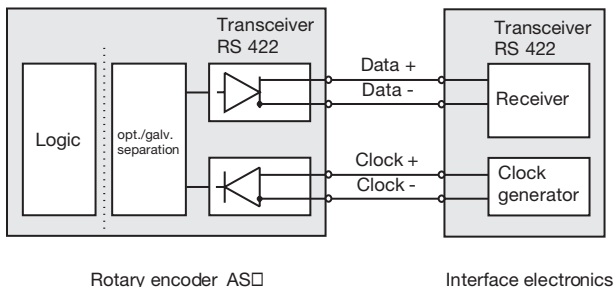 Transceiver
RS 422
Logic
opt./galv.
separation
Data +
Data -
Clock +
Clock -
Transceiver
RS 422
Receiver
Clock
generator
Rotary encoder AS□
Interface electronics